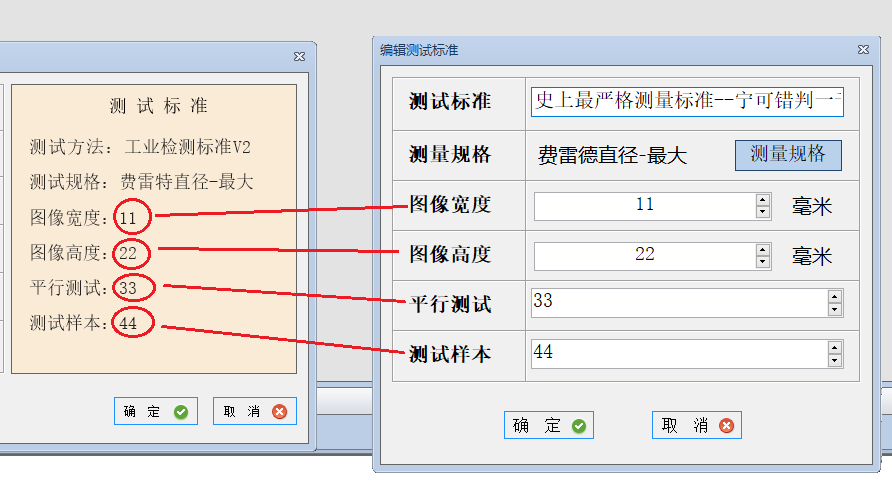 测 试 标 准
测试方法：工业检测标准V2
测试规格：费雷特直径-最大
图像宽度：11
图像高度：22
平行测试：33
测试样本：44
确 定
取 消
编辑测试标准
测试标准 史上最严格测量标准--宁可错判一
测量规格 费雷德直径-最大 测量规格
图像宽度 11 毫米
图像高度 22 毫米
平行测试 33
测试样本 44
确 定
取 消